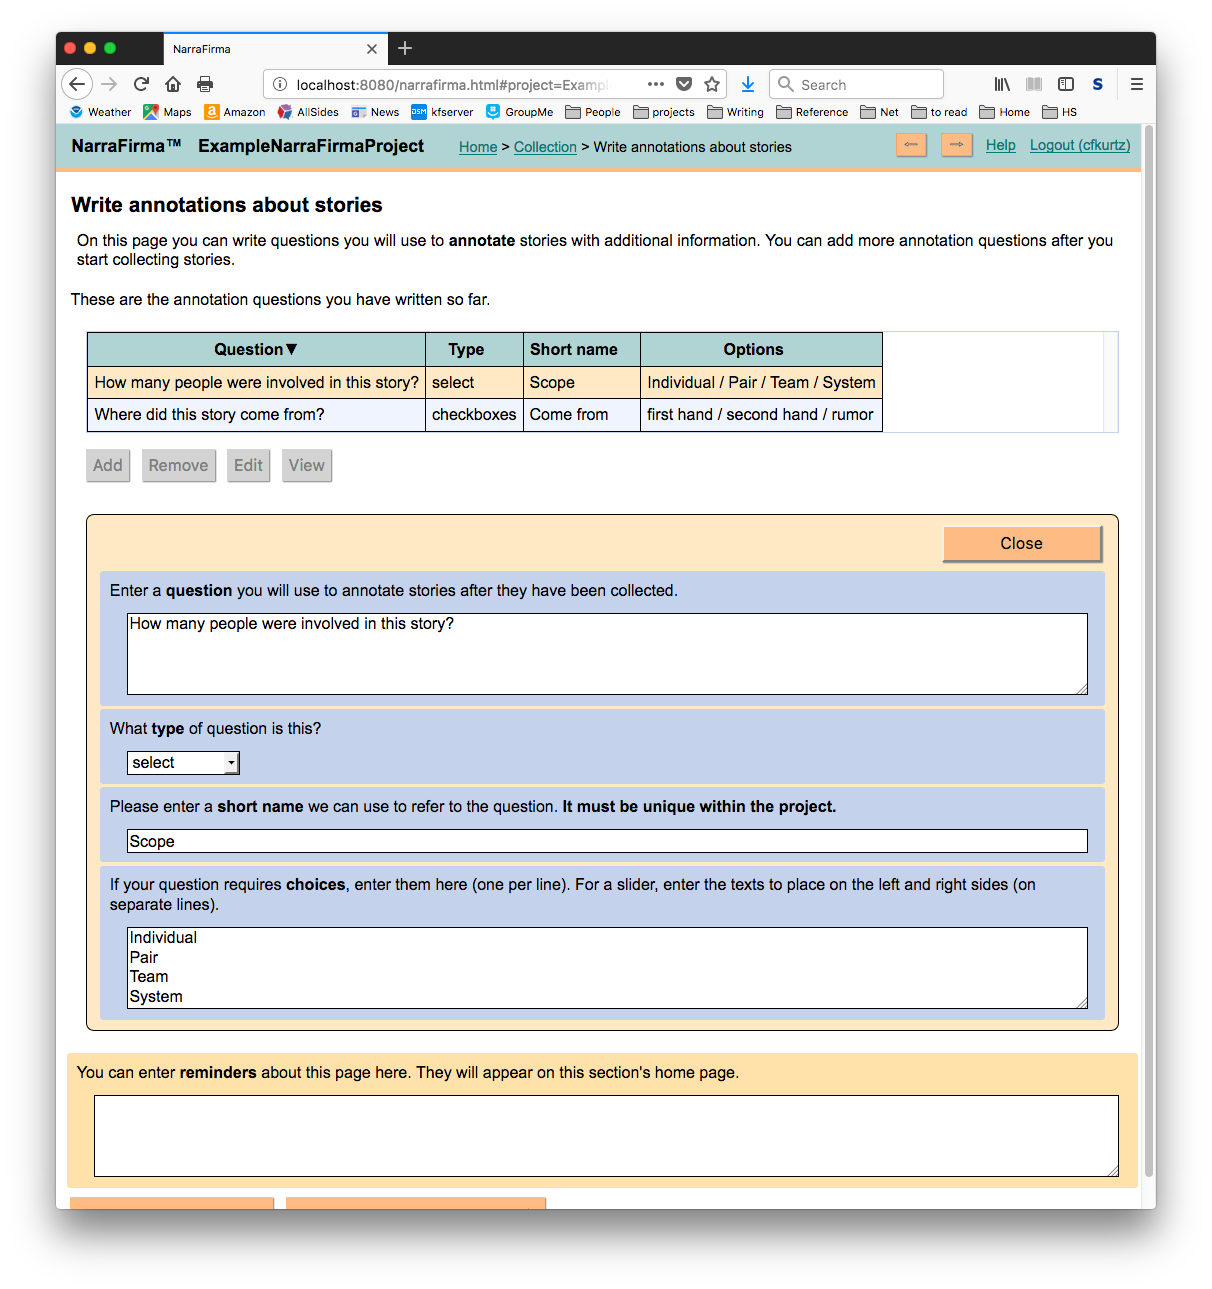 NarraFirma
localhost:8080/narrafirma.html#project=Exampl
Search
Weather Maps Amazon AllSides News kfserver GroupMe People projects Writing Reference Net to read Home HS
NarraFirma™ ExampleNarraFirmaProject Home > Collection > Write annotations about stories Help Logout (cfkurtz)
Write annotations about stories
On this page you can write questions you will use to annotate stories with additional information. You can add more annotation questions after you
start collecting stories.
These are the annotation questions you have written so far.
Question▼ Type Short name Options
How many people were involved in this story? select Scope Individual / Pair / Team / System
Where did this story come from? checkboxes Come from first hand / second hand / rumor
Add Remove Edit View
Close
Enter a question you will use to annotate stories after they have been collected.
How many people were involved in this story?
What type of question is this?
select
Please enter a short name we can use to refer to the question. It must be unique within the project.
Scope
If your question requires choices, enter them here (one per line). For a slider, enter the texts to place on the left and right sides (on
separate lines).
Individual
Pair
Team
System
You can enter reminders about this page here. They will appear on this section's home page.